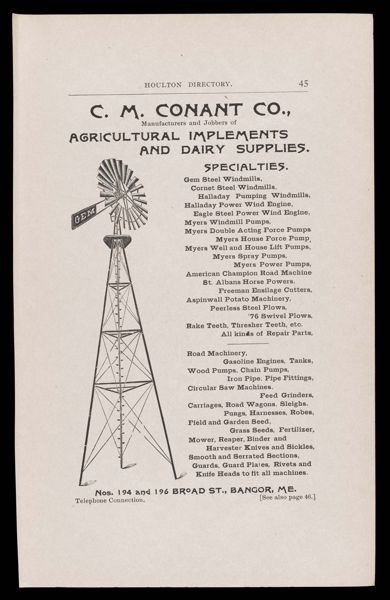 HOULTON DIRECTORY. 45
C. M. CONANT CO.,
Manufacturers and Jobbers of
AGRICULTURAL IMPLEMENTS
AND DAIRY SUPPLIES.
SPECIALTIES.
GEM
Gem Steel Windmills,
Cornet Steel Windmills,
Halladay Pumping Windmills,
Halladay Power Wind Engine,
Eagle Steel Power Wind Engine,
Myers Windmill Pumps,
Myers Double Acting Force Pumps
Myers House Force Pump,
Myers Well and House Lift Pumps,
Myers Spray Pumps,
Myers Power Pumps,
American Champion Road Machine
St. Albans Horse Powers,
Freeman Ensilage Cutters,
Aspinwall Potato Machinery,
Peerless Steel Plows,
'76 Swivel Plows,
Rake Teeth, Thresher Teeth, etc.
All kinds of Repair Parts,
Road Machinery,
Gasoline Engines, Tanks,
Wood Pumps, Chain Pumps,
Iron Pipe, Pipe Fittings,
Circular Saw Machines,
Feed Grinders,
Carriages, Road Wagons, Sleighs,
Pungs, Harnesses, Robes,
Field and Garden Seed,
Grass Seeds, Fertilizer,
Mower, Reaper, Binder and
Harvester Knives and Sickles,
Smooth and Serrated Sections,
Guards, Guard Plates, Rivets and
Knife Heads to fit all machines.
Nos. 194 and 196 BROAD ST., BANGOR, ME.
Telephone Connection. [See also page 46.]